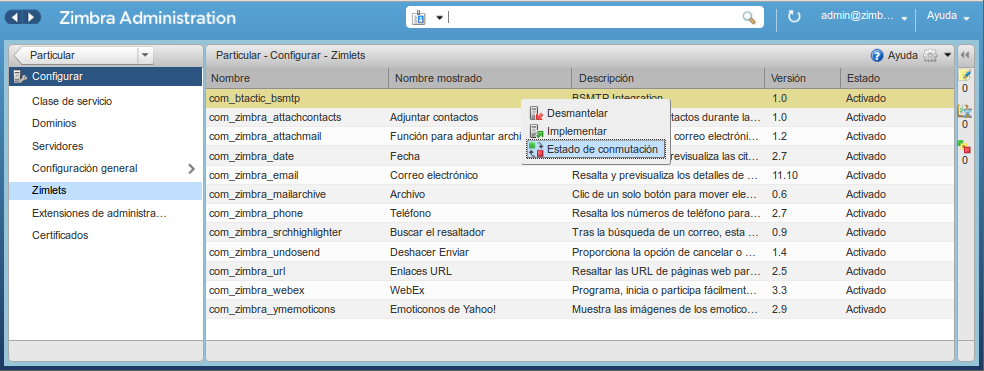 Zimbra Administration admin@zimb... Ayuda
Particular Particular - Configurar - Zimlets Ayuda
Configurar Nombre Nombre mostrado Descripción Versión Estado
com_btactic_bsmtp BSMTP Integration 1.0 Activado
Clase de servicio com_zimbra_attachcontacts Adjuntar contactos tactos durante la... 1.0 Activado
Desmantelar
Dominios com_zimbra_attachmail Función para adjuntar archi correo electróni... 1.2 Activado
Implementar
Servidores com_zimbra_date Fecha previsualiza las cit... 2.7 Activado
Estado de conmutación
Configuración general com_zimbra_email Correo electrónico Resalta y previsualiza los detalles de ... 11.10 Activado
Zimlets com_zimbra_mailarchive Archivo Clic de un solo botón para mover ele... 0.6 Activado
Extensiones de administra... com_zimbra_phone Teléfono Resalta los números de teléfono para... 2.7 Activado
Certificados com_zimbra_srchhighlighter Buscar el resaltador Tras la búsqueda de un correo, esta ... 0.9 Activado
com_zimbra_undosend Deshacer Enviar Proporciona la opción de cancelar o ... 1.4 Activado
com_zimbra_url Enlaces URL Resaltar las URL de páginas web par... 2.5 Activado
com_zimbra_webex WebEx Programa, inicia o participa fácilment... 3.3 Activado
com_zimbra_ymemoticons Emoticonos de Yahoo! Muestra las imágenes de los emotico... 2.9 Activado
0
0
0